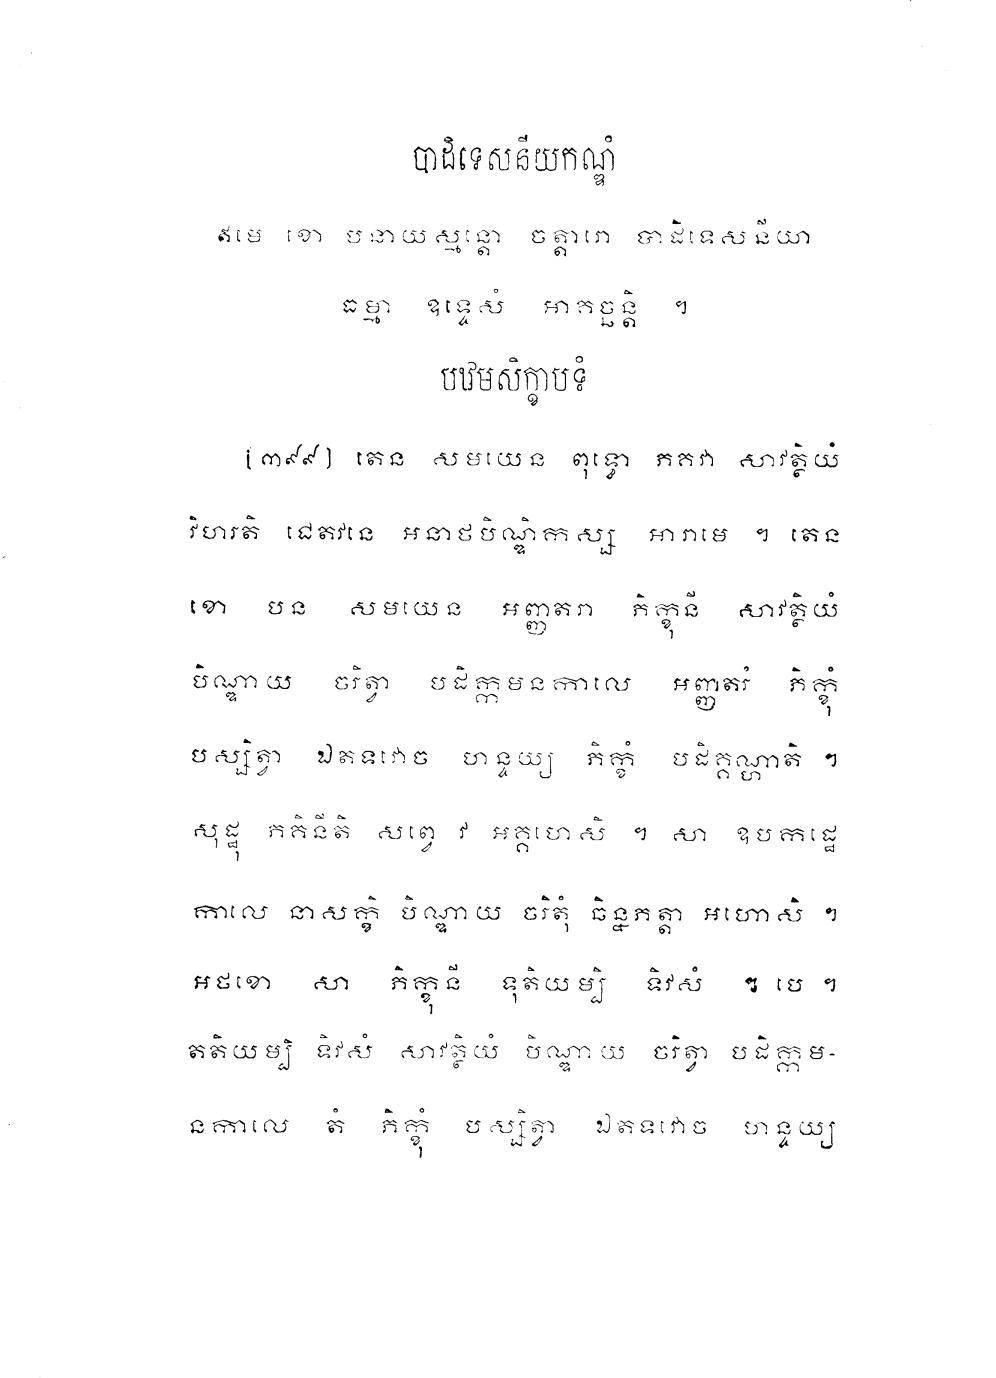 បាដិទេសនីយកណ្ឌំ
ឥមេ ខោ បនាយស្មន្តោ ចត្តារោ បាដិទេសនីយា
ធម្មា ឧទ្ទេសំ អាគច្ឆន្តិ ។
បឋមសិក្ខាបទំ
[៣៩៩] តេន សមយេន ពុទ្ធោ ភគវា សាវត្ថិយំ
វិហរតិ ជេតវនេ អនាថបិណ្ឌិកស្ស អារាមេ ។ តេន
ខោ បន សមយេន អញ្ញតរា ភិក្ខុនី សាវត្ថិយំ
បិណ្ឌាយ ចរិត្វា បដិក្កមនកាលេ អញ្ញតរំ ភិក្ខុំ
បស្សិត្វា ឯតទវោច ហន្ទយ្យ ភិក្ខំ បដិគ្គណ្ហាតិ ។
សុដ្ឋុ ភគិនីតិ សព្វេ វ អគ្គហេសិ ។ សា ឧបកដ្ឋេ
កាលេ នាសក្ខិ បិណ្ឌាយ ចរិតុំ ឆិន្នភត្តា អហោសិ ។
អថខោ សា ភិក្ខុនី ទុតិយម្បិ ទិវសំ ។ បេ ។
តតិយម្បិ ទិវសំ សាវត្ថិយំ បិណ្ឌាយ ចរិត្វា បដិក្កម-
នកាលេ តំ ភិក្ខុំ បស្សិត្វា ឯតទវោច ហន្ទយ្យ